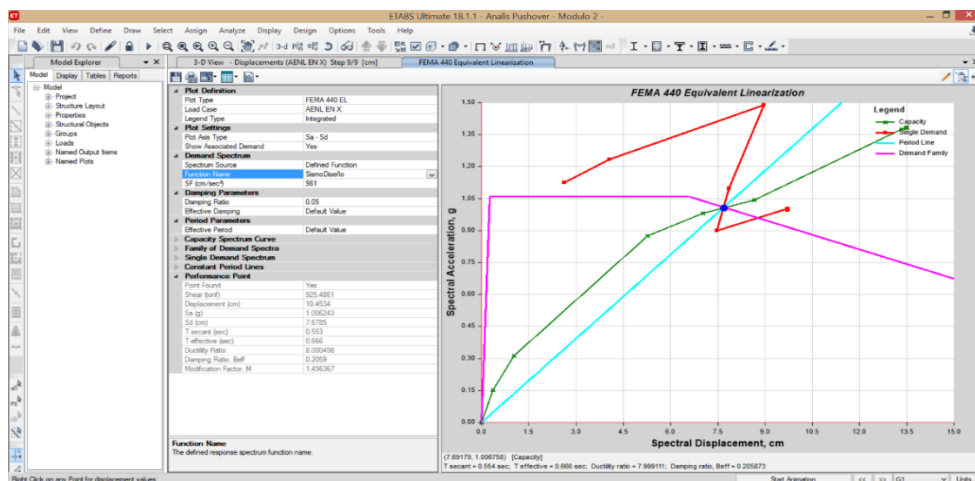 ETABS Ultimate 18.1.1 - Analis Pushover - Modulo 2 -
File Edit View Define Draw Select Assign Analyze Display Design Options Tools Help
Model Explorer
Model Display Tables Reports
Model
Project
Structure Layout
Properties
Structural Objects
Groups
Loads
Named Output Items
Named Plots
3-D View - Displacements (AENL EN X) Step 9/9 [cm]
FEMA 440 Equivalent Linearization
Plot Definition
Plot Type FEMA 440 EL
Load Case AENL EN X
Legend Type Integrated
Plot Settings
Plot Axis Type Sa - Sd
Show Associated Demand Yes
Demand Spectrum
Spectrum Source Defined Function
Function Name SismoDiseño
SF (cm/sec²) 981
Damping Parameters
Damping Ratio 0.05
Effective Damping Default Value
Period Parameters
Effective Period Default Value
Capacity Spectrum Curve
Family of Demand Spectra
Single Demand Spectrum
Constant Period Lines
Performance Point
Point Found Yes
Shear (tonf) 925.4861
Displacement (cm) 10.4534
Sa (g) 1.006243
Sd (cm) 7.6785
T secant (sec) 0.553
T effective (sec) 0.666
Ductility Ratio 8.000498
Damping Ratio, Beff 0.2059
Modification Factor, M 1.456367
Function Name
The defined response spectrum function name.
FEMA 440 Equivalent Linearization
Legend
Capacity
Single Demand
Period Line
Demand Family
Spectral Acceleration, g
1.50
1.35
1.20
1.05
0.90
0.75
0.60
0.45
0.30
0.15
0.00
0.0 1.5 3.0 4.5 6.0 7.5 9.0 10.5 12.0 13.5 15.0
Spectral Displacement, cm
(7.69179, 1.006758) [Capacity]
T secant = 0.554 sec; T effective = 0.666 sec; Ductility ratio = 7.999111; Damping ratio, Beff = 0.205873
Right Click on any Point for displacement values
Start Animation << >> G1 Units